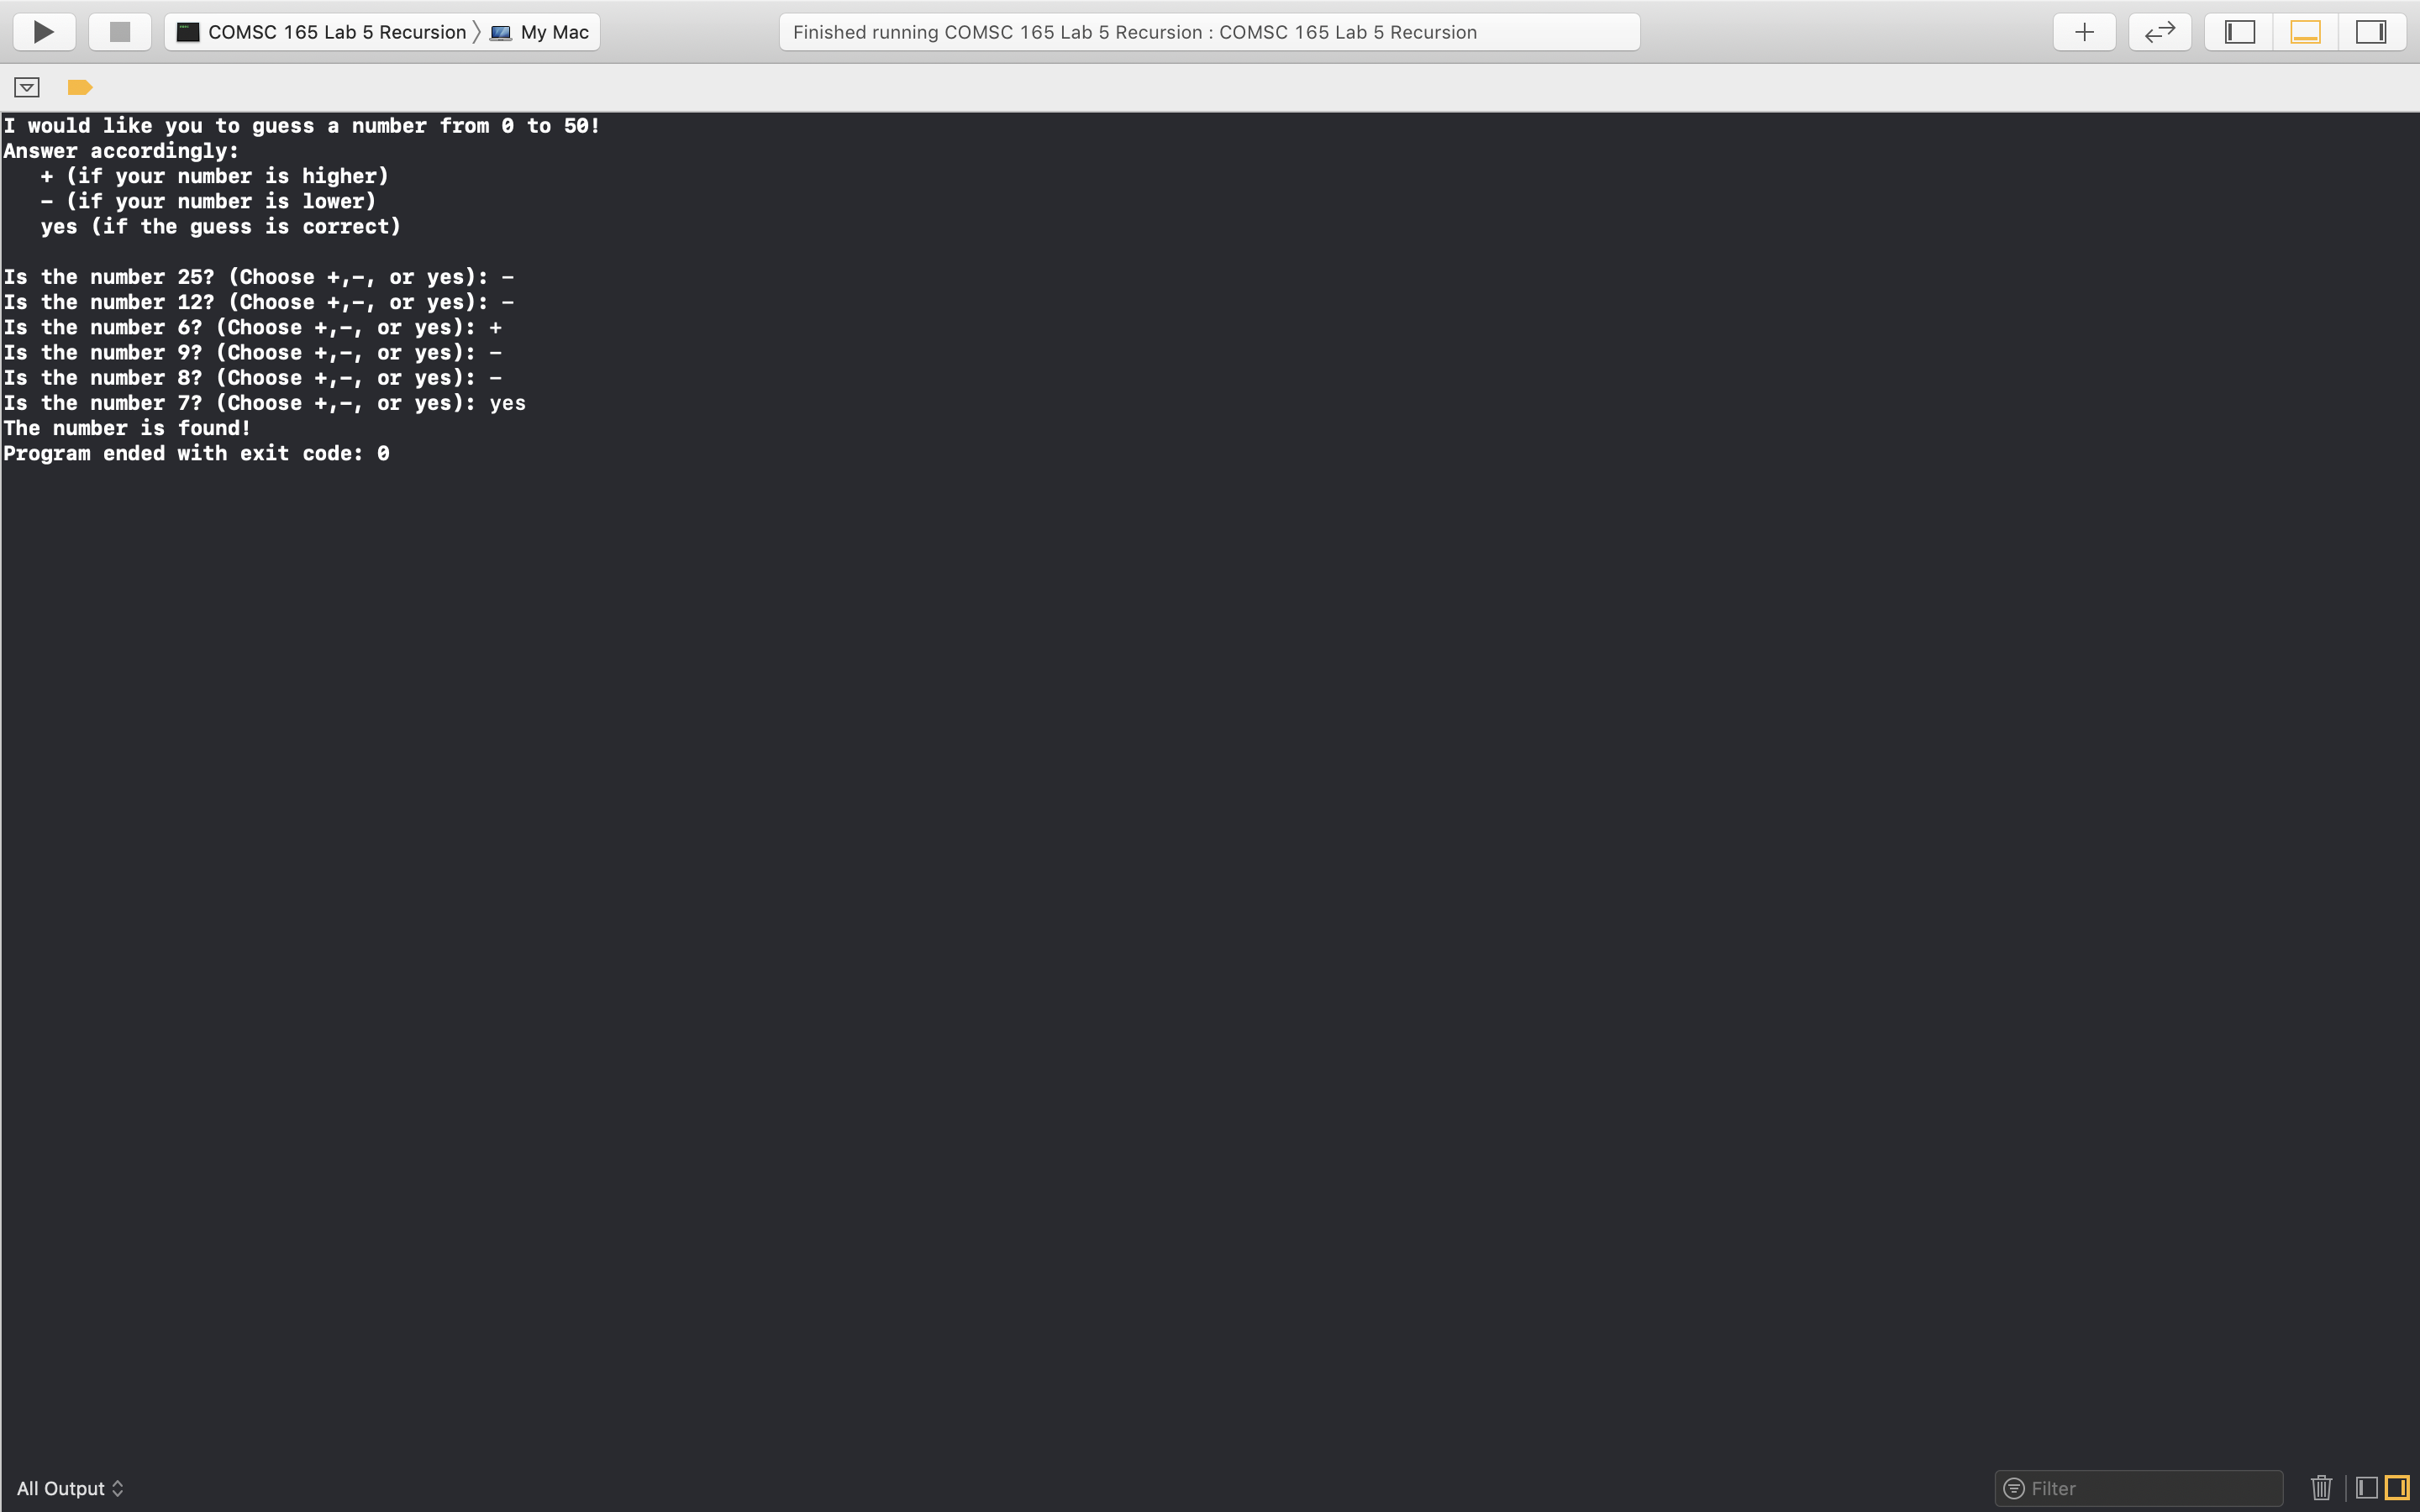 COMSC 165 Lab 5 Recursion My Mac
Finished running COMSC 165 Lab 5 Recursion : COMSC 165 Lab 5 Recursion
I would like you to guess a number from 0 to 50!
Answer accordingly:
   + (if your number is higher)
   - (if your number is lower)
   yes (if the guess is correct)

Is the number 25? (Choose +,-, or yes): -
Is the number 12? (Choose +,-, or yes): -
Is the number 6? (Choose +,-, or yes): +
Is the number 9? (Choose +,-, or yes): -
Is the number 8? (Choose +,-, or yes): -
Is the number 7? (Choose +,-, or yes): yes
The number is found!
Program ended with exit code: 0
All Output
Filter